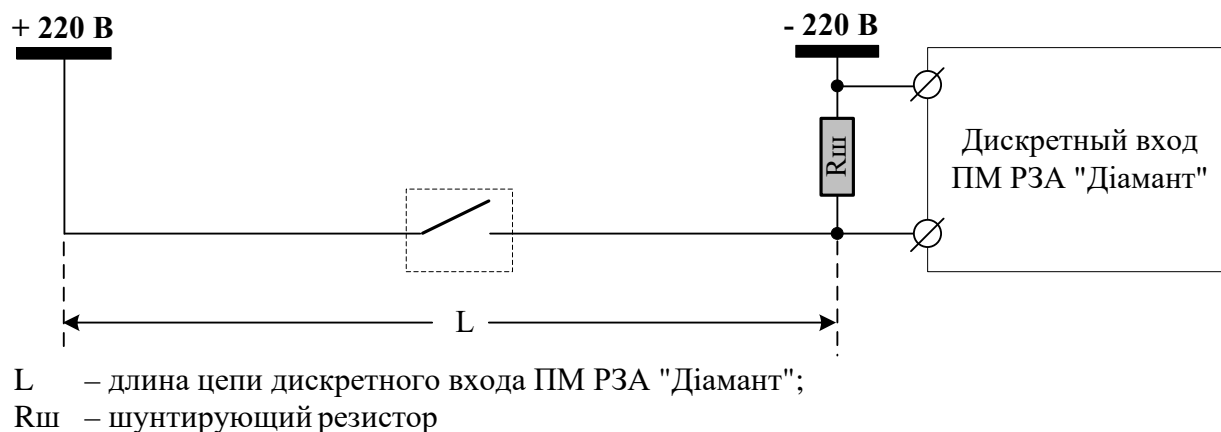 + 220 В
- 220 В
Rш
Дискретный вход
ПМ РЗА "Діамант"
L
L – длина цепи дискретного входа ПМ РЗА "Діамант";
Rш – шунтирующий резистор